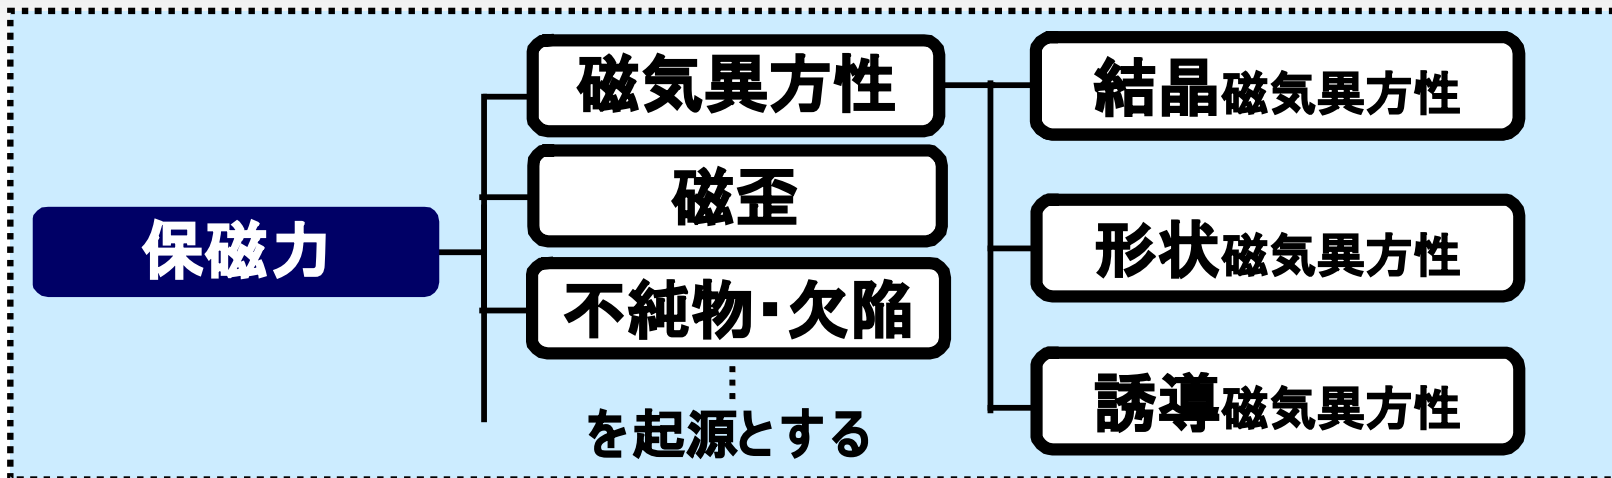 保磁力
磁気異方性
磁歪
不純物・欠陥
を起源とする
結晶磁気異方性
形状磁気異方性
誘導磁気異方性